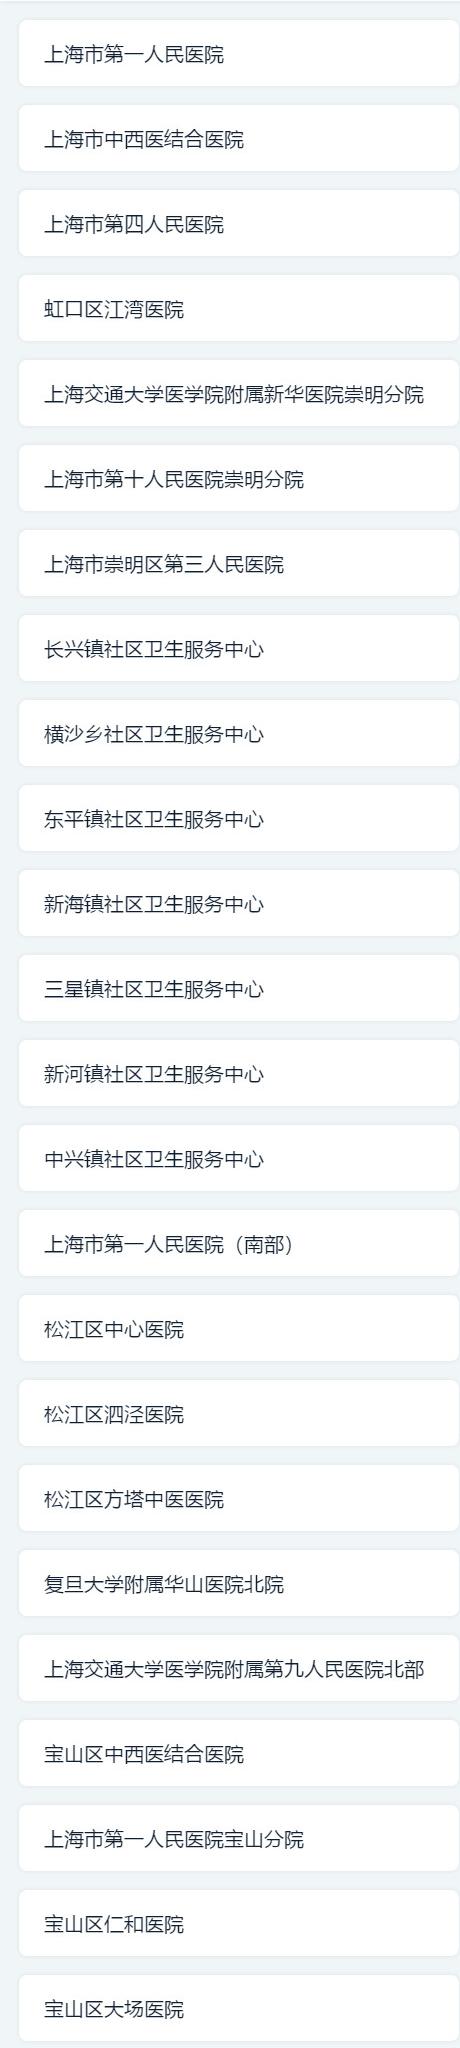 上海市第一人民医院
上海市中西医结合医院
上海市第四人民医院
虹口区江湾医院
上海交通大学医学院附属新华医院崇明分院
上海市第十人民医院崇明分院
上海市崇明区第三人民医院
长兴镇社区卫生服务中心
横沙乡社区卫生服务中心
东平镇社区卫生服务中心
新海镇社区卫生服务中心
三星镇社区卫生服务中心
新河镇社区卫生服务中心
中兴镇社区卫生服务中心
上海市第一人民医院（南部）
松江区中心医院
松江区泗泾医院
松江区方塔中医医院
复旦大学附属华山医院北院
上海交通大学医学院附属第九人民医院北部
宝山区中西医结合医院
上海市第一人民医院宝山分院
宝山区仁和医院
宝山区大场医院